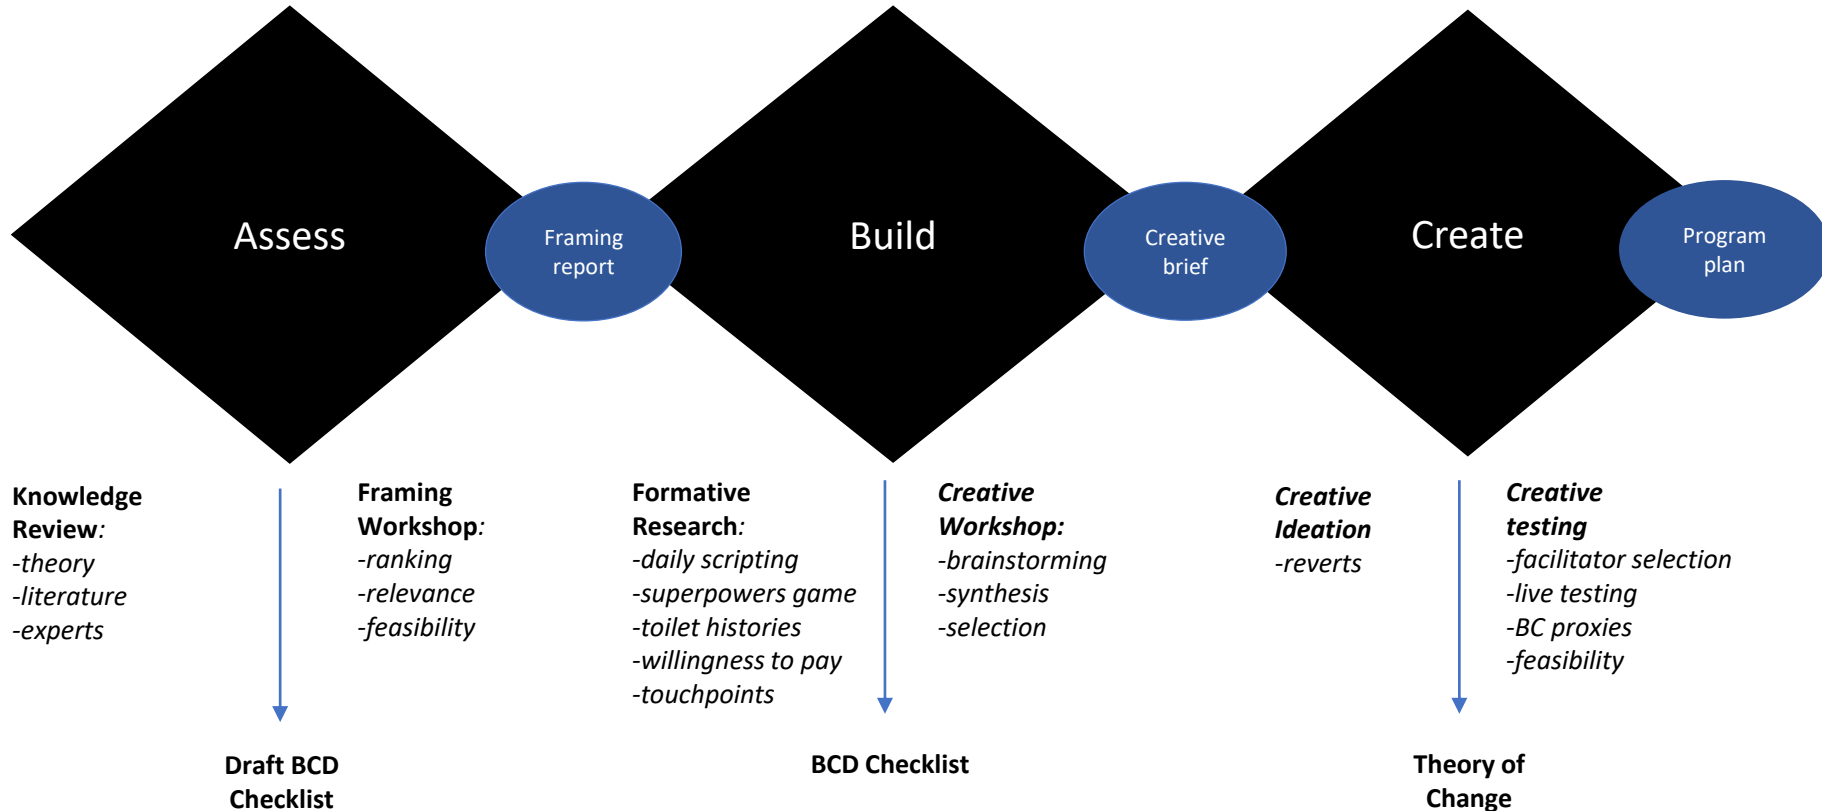 Assess
Framing
report
Build
Creative
brief
Create
Program
plan
Knowledge
Review:
-theory
-literature
-experts
Framing
Workshop:
-ranking
-relevance
-feasibility
Formative
Research:
-daily scripting
-superpowers game
-toilet histories
-willingness to pay
-touchpoints
Creative
Workshop:
-brainstorming
-synthesis
-selection
Creative
Ideation
-reverts
Creative
testing
-facilitator selection
-live testing
-BC proxies
-feasibility
Draft BCD
Checklist
BCD Checklist
Theory of
Change